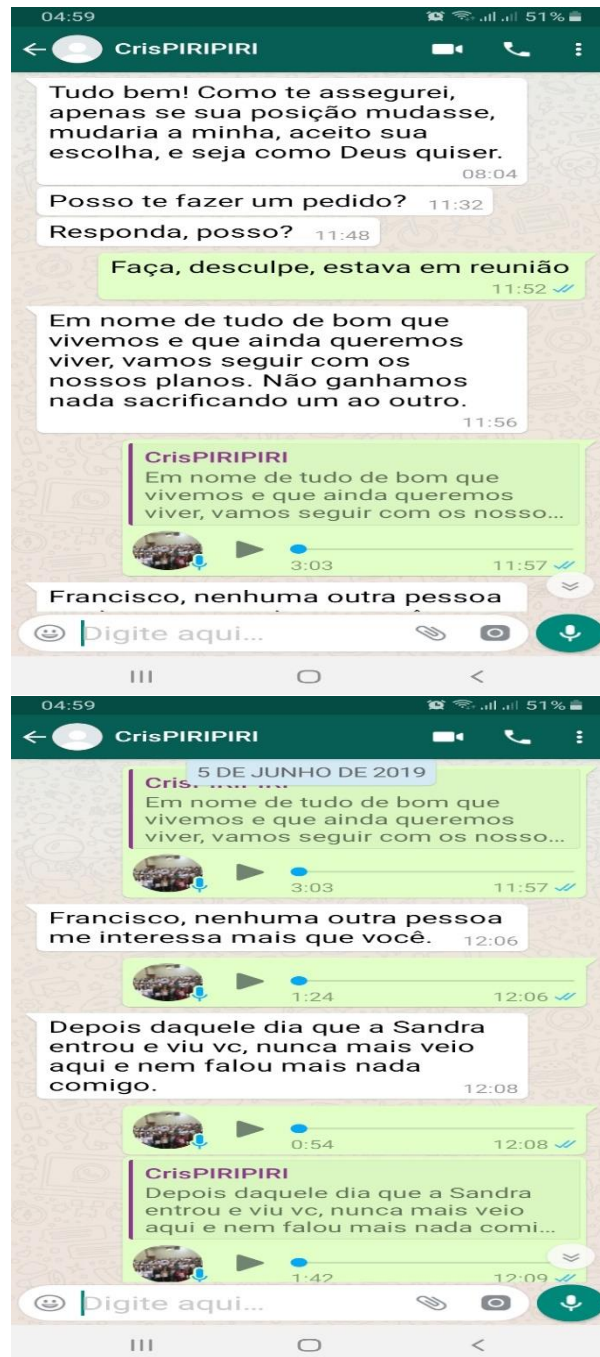 04:59
51%
CrisPIRIPIRI
Tudo bem! Como te assegurei,
apenas se sua posição mudasse,
mudaria a minha, aceito sua
escolha, e seja como Deus quiser.
08:04
Posso te fazer um pedido? 11:32
Responda, posso? 11:48
Faça, desculpe, estava em reunião
11:52
Em nome de tudo de bom que
vivemos e que ainda queremos
viver, vamos seguir com os
nossos planos. Não ganhamos
nada sacrificando um ao outro.
11:56
CrisPIRIPIRI
Em nome de tudo de bom que
vivemos e que ainda queremos
viver, vamos seguir com os nosso...
3:03 11:57
Francisco, nenhuma outra pessoa
Digite aqui...
04:59
51%
CrisPIRIPIRI
5 DE JUNHO DE 2019
Em nome de tudo de bom que
vivemos e que ainda queremos
viver, vamos seguir com os nosso...
3:03 11:57
Francisco, nenhuma outra pessoa
me interessa mais que você. 12:06
1:24 12:06
Depois daquele dia que a Sandra
entrou e viu vc, nunca mais veio
aqui e nem falou mais nada
comigo. 12:08
0:54 12:08
CrisPIRIPIRI
Depois daquele dia que a Sandra
entrou e viu vc, nunca mais veio
aqui e nem falou mais nada comi...
1:42 12:09
Digite aqui...